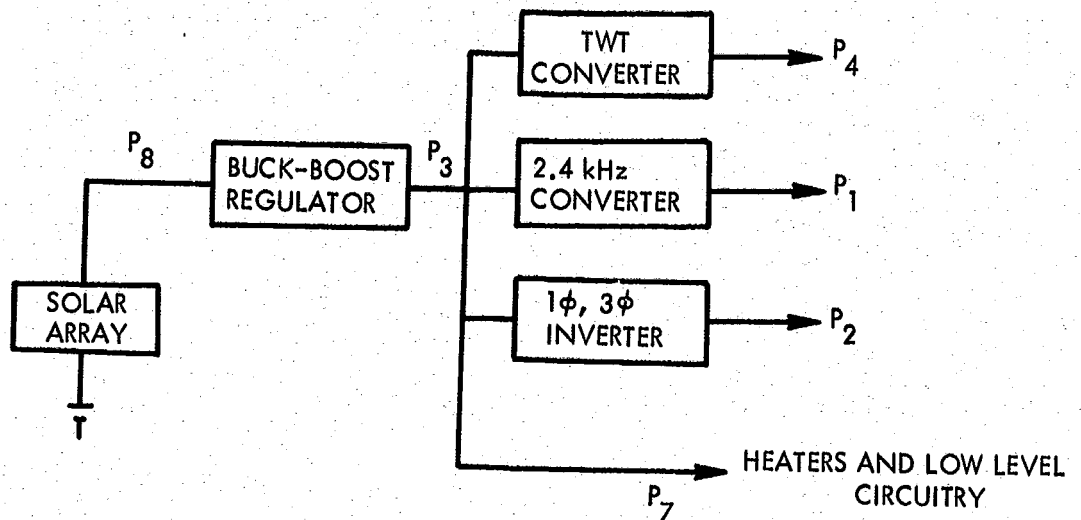 TWT
CONVERTER
P4
P8
BUCK-BOOST
REGULATOR
P3
2.4 kHz
CONVERTER
P1
SOLAR
ARRAY
1ϕ, 3ϕ
INVERTER
P2
HEATERS AND LOW LEVEL
CIRCUITRY
P7